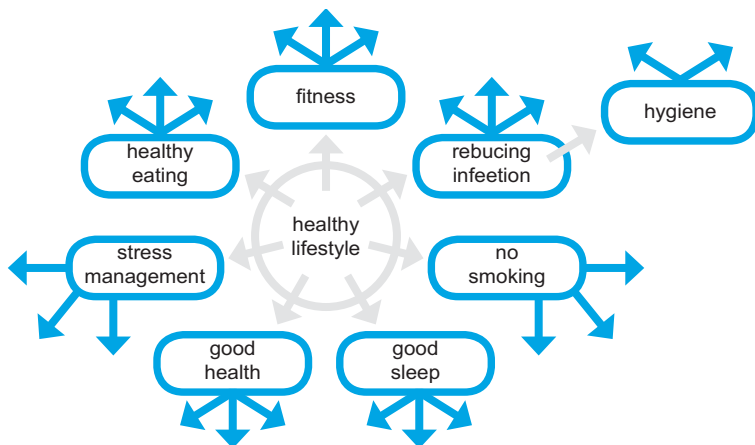 fitness
hygiene
healthy
eating
rebucing
infeetion
healthy
lifestyle
stress
management
no
smoking
good
health
good
sleep